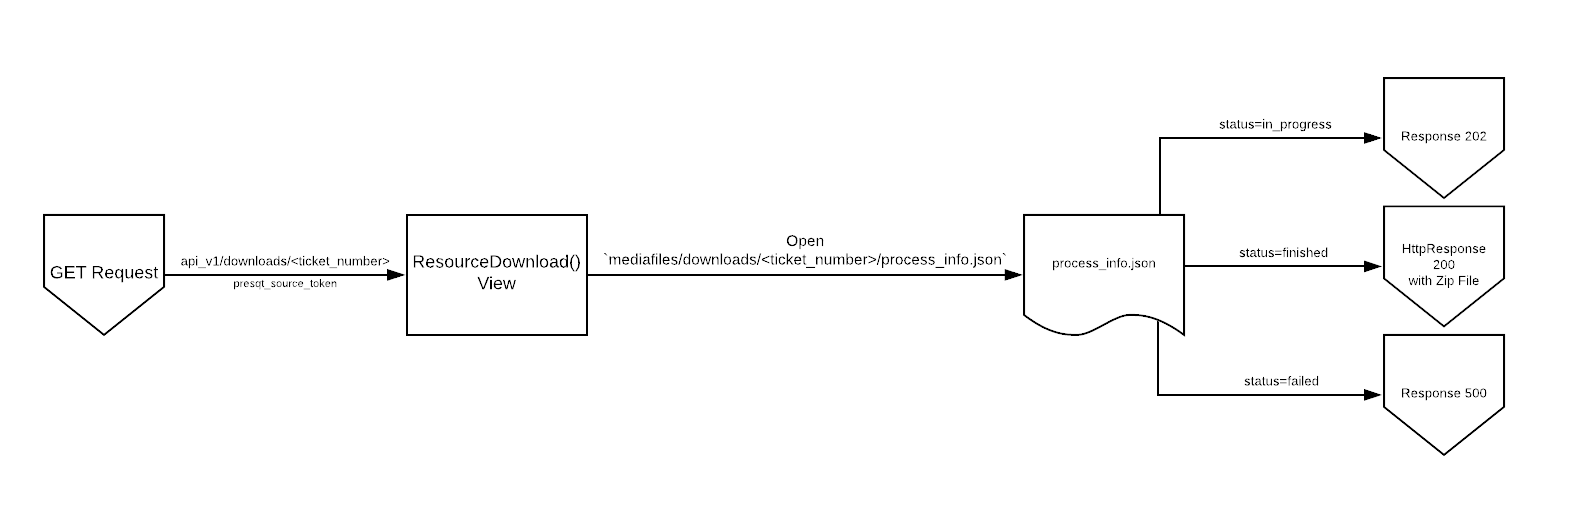 GET Request
api_v1/downloads/<ticket_number>
presqt_source_token
ResourceDownload()
View
Open
`mediafiles/downloads/<ticket_number>/process_info.json`
process_info.json
status=in_progress
Response 202
status=finished
HttpResponse
200
with Zip File
status=failed
Response 500